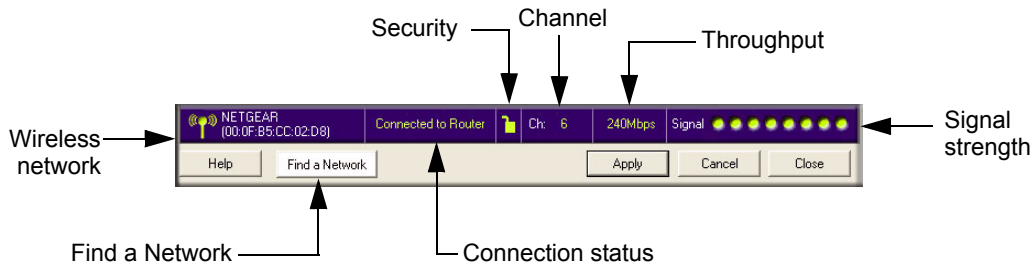 Security
Channel
Throughput
Wireless
network
NETGEAR
(00:0F:B5:CC:02:D8)
Connected to Router
Ch: 6
240Mbps
Signal
Signal
strength
Help
Find a Network
Apply
Cancel
Close
Find a Network
Connection status